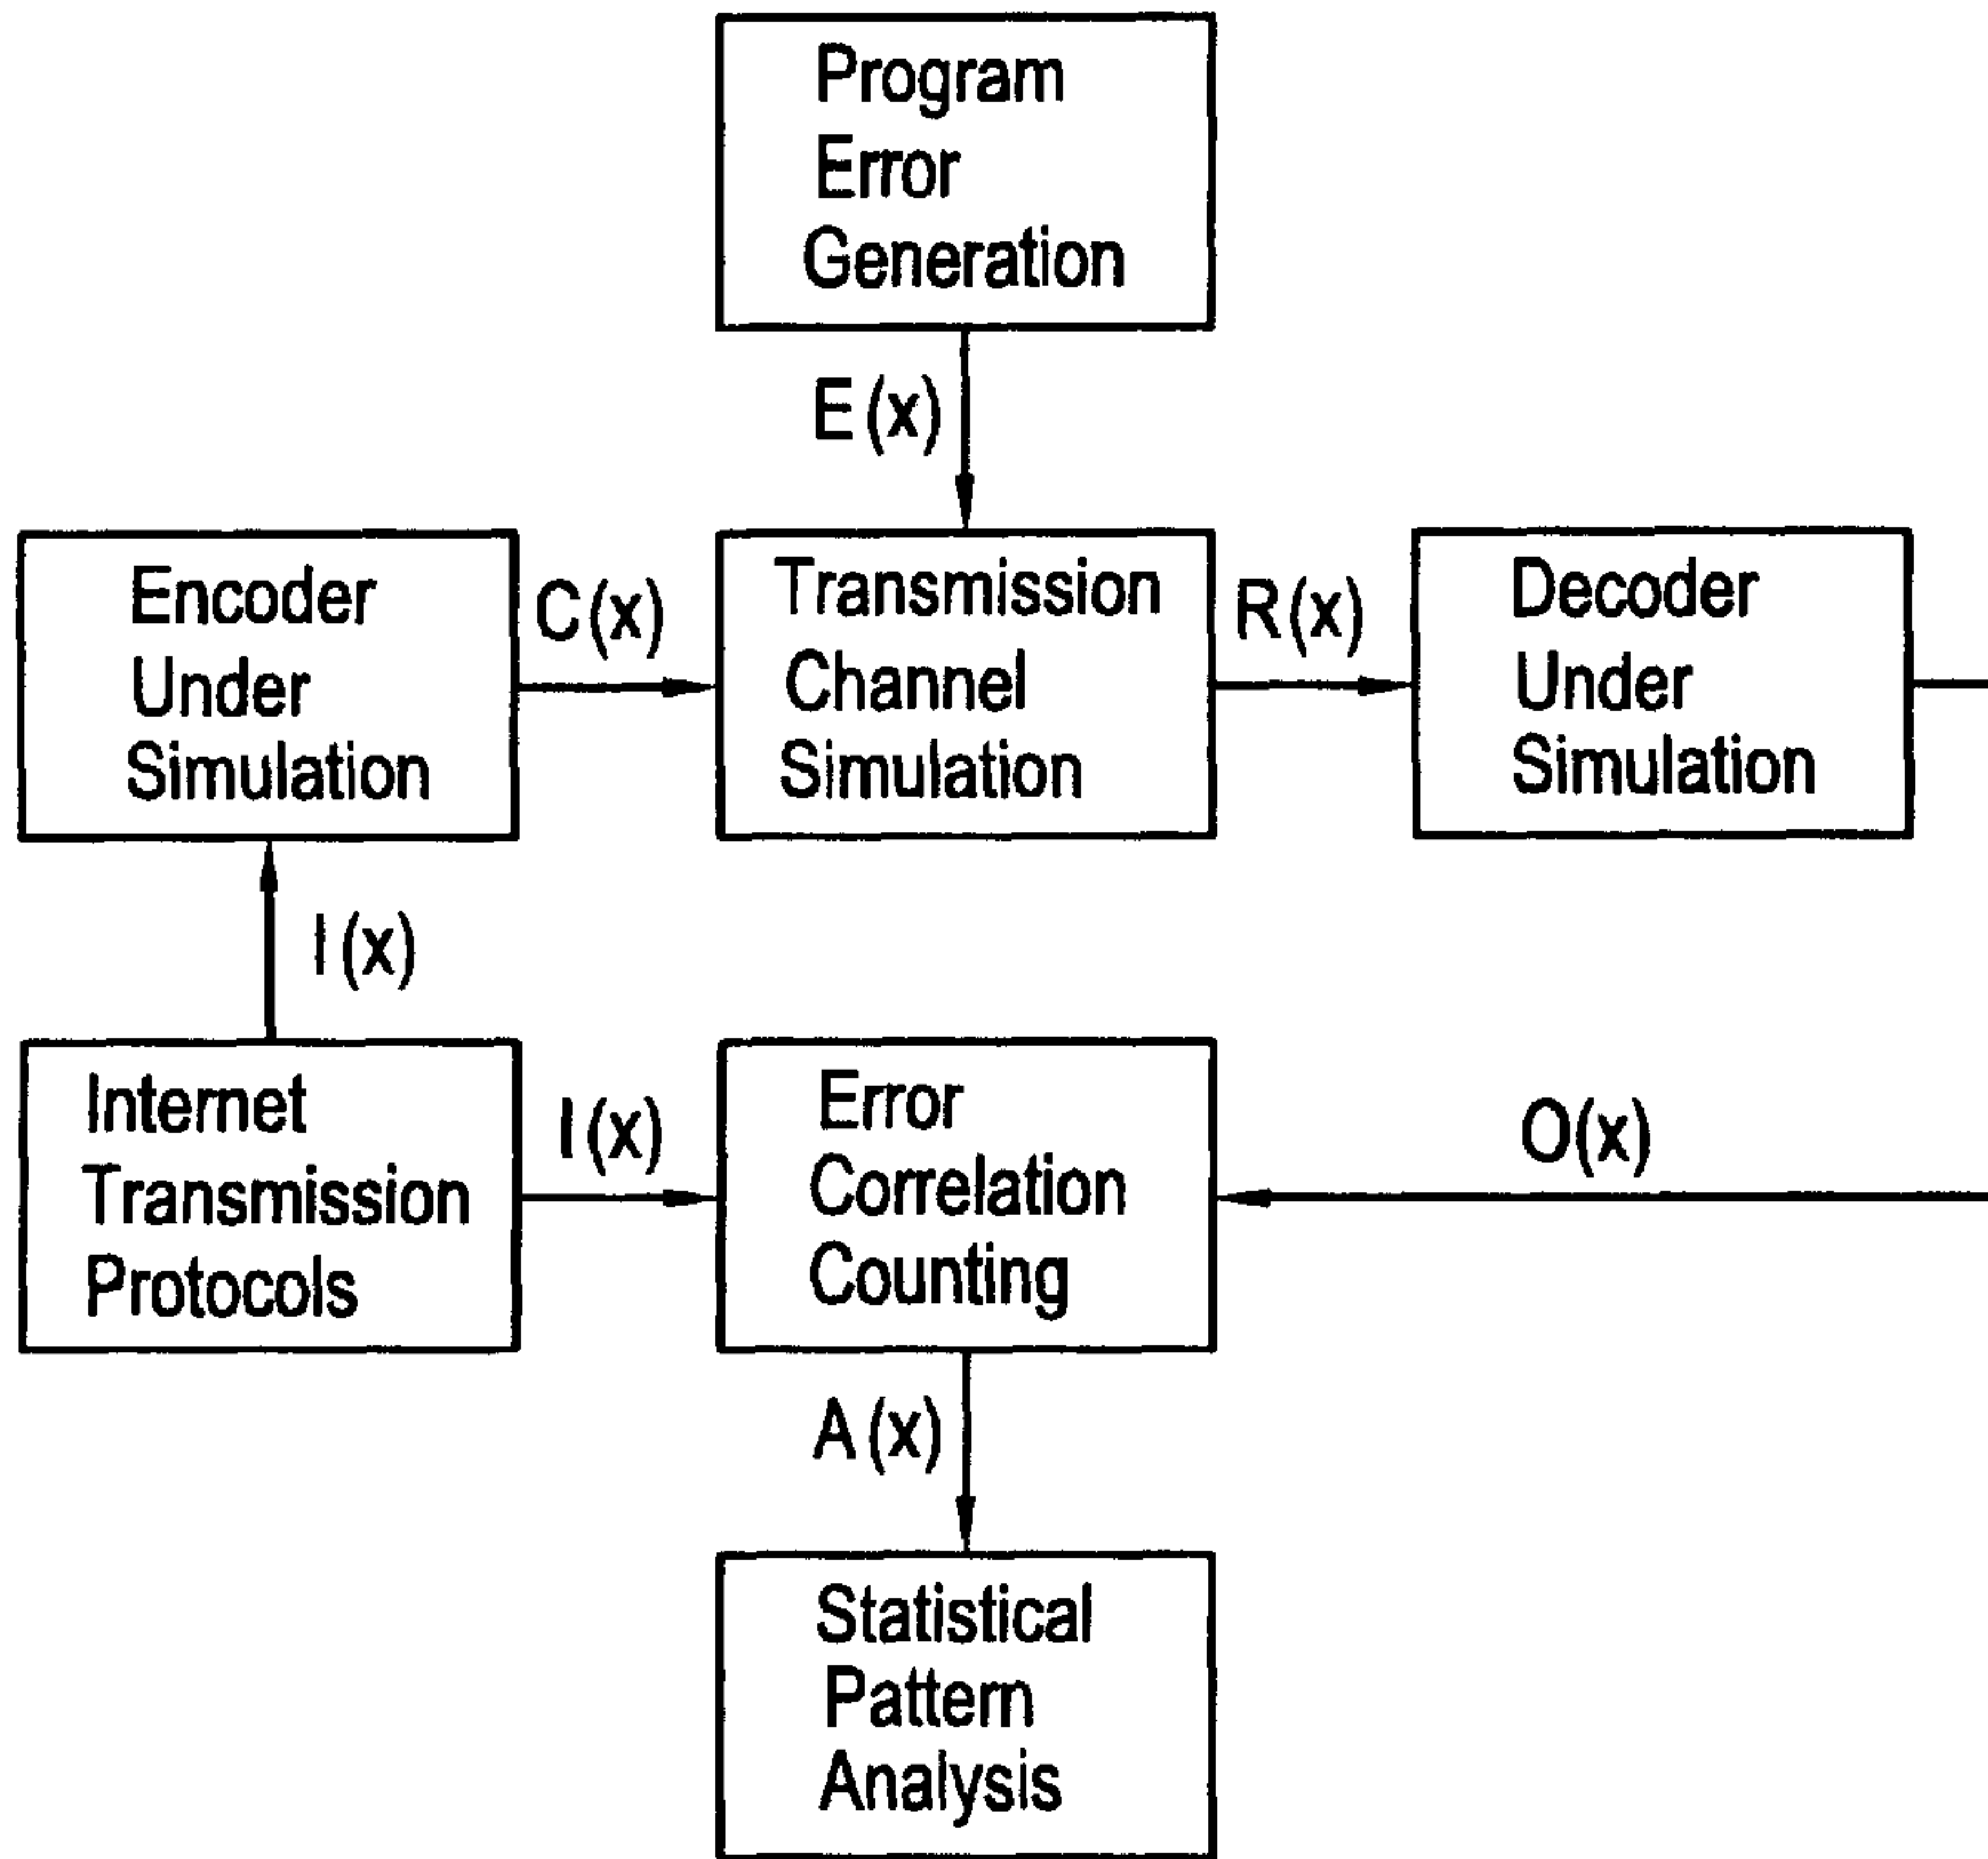 Program
Error
Generation
E(x)
Encoder
Under
Simulation
C(x)
Transmission
Channel
Simulation
R(x)
Decoder
Under
Simulation
I(x)
Internet
Transmission
Protocols
I(x)
Error
Correlation
Counting
O(x)
A(x)
Statistical
Pattern
Analysis